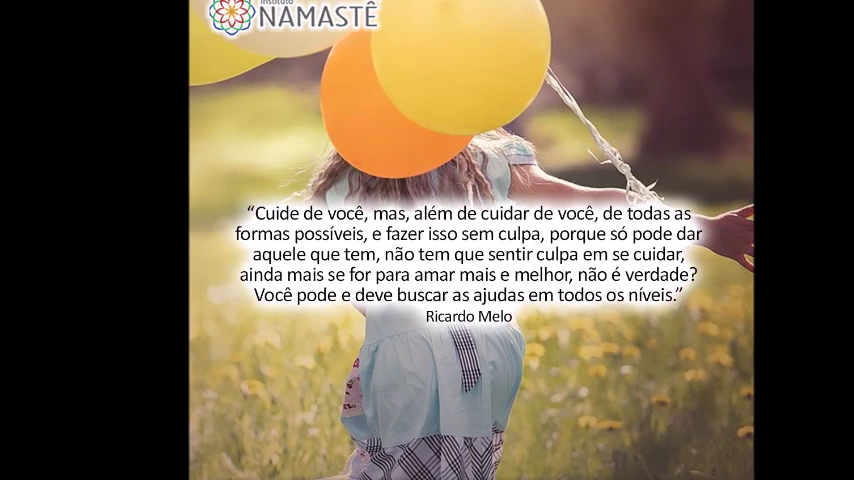 Instituto
NAMASTÊ
“Cuide de você, mas, além de cuidar de você, de todas as
formas possíveis, e fazer isso sem culpa, porque só pode dar
aquele que tem, não tem que sentir culpa em se cuidar,
ainda mais se for para amar mais e melhor, não é verdade?
Você pode e deve buscar as ajudas em todos os níveis.”
Ricardo Melo